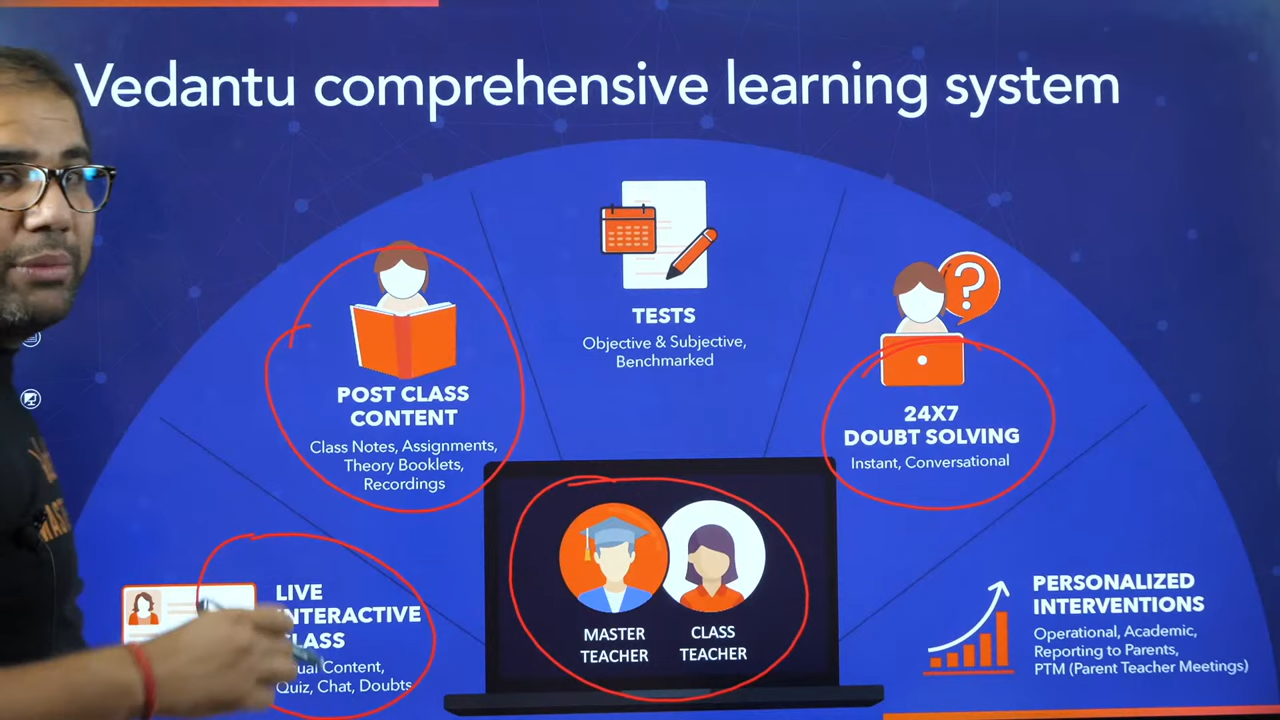 Vedantu comprehensive learning system
TESTS
Objective & Subjective,
Benchmarked
POST CLASS
CONTENT
Class Notes, Assignments,
Theory Booklets,
Recordings
24X7
DOUBT SOLVING
Instant, Conversational
LIVE
INTERACTIVE
CLASS
Content,
Quiz, Chat, Doubts
MASTER
TEACHER
CLASS
TEACHER
PERSONALIZED
INTERVENTIONS
Operational, Academic,
Reporting to Parents,
PTM (Parent Teacher Meetings)